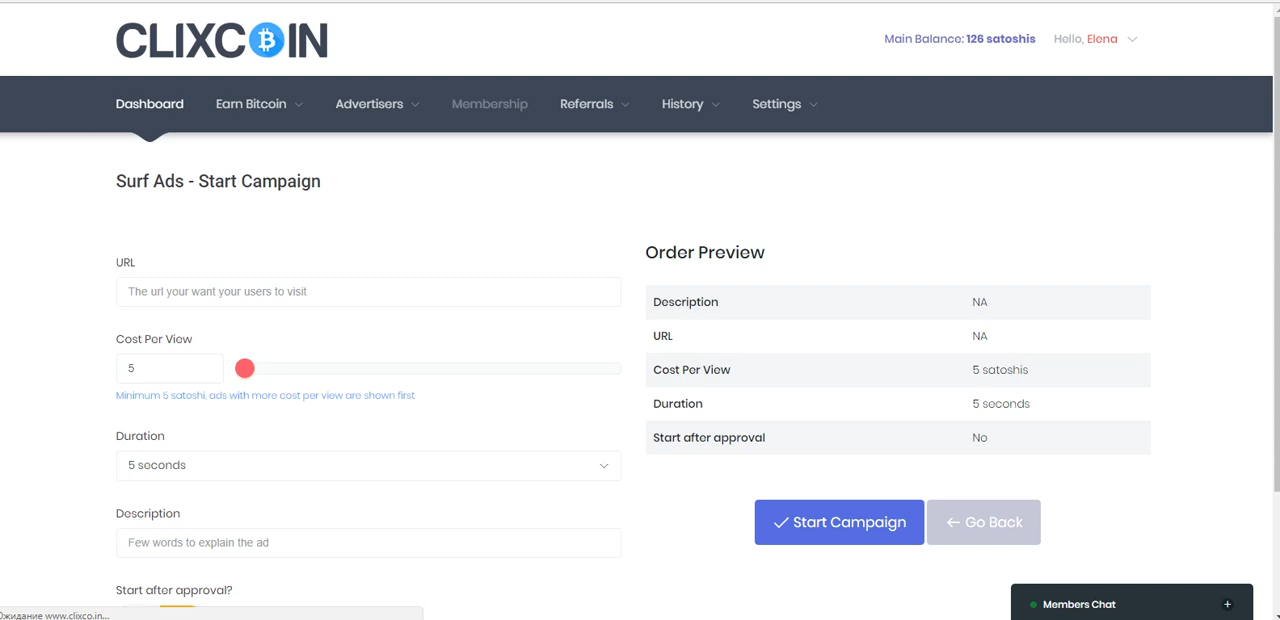 CLIXCOIN
Main Balance: 126 satoshis Hello, Elena
Dashboard Earn Bitcoin Advertisers Membership Referrals History Settings
Surf Ads - Start Campaign
URL
The url your want your users to visit
Cost Per View
5
Minimum 5 satoshi, ads with more cost per view are shown first
Duration
5 seconds
Description
Few words to explain the ad
Start after approval?
Order Preview
Description NA
URL NA
Cost Per View 5 satoshis
Duration 5 seconds
Start after approval No
Start Campaign Go Back
Members Chat +
Ожидание www.clixco.in...